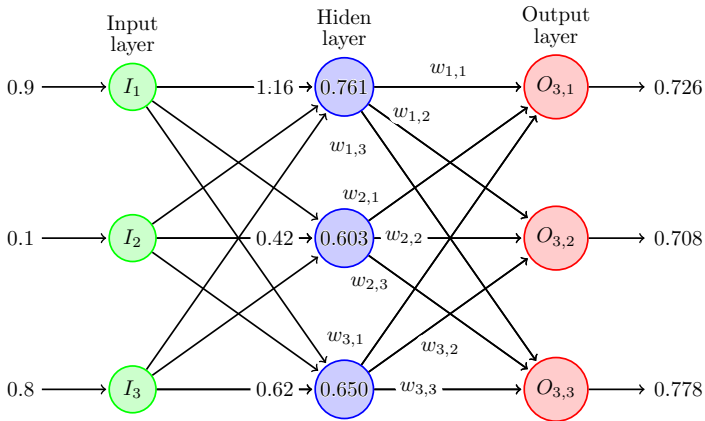 Input
layer
Hiden
layer
Output
layer
0.9
I₁
1.16
0.761
w₁,₁
O₃,₁
0.726
w₁,₂
w₁,₃
w₂,₁
0.1
I₂
0.42
0.603
w₂,₂
O₃,₂
0.708
w₂,₃
w₃,₁
w₃,₂
0.8
I₃
0.62
0.650
w₃,₃
O₃,₃
0.778